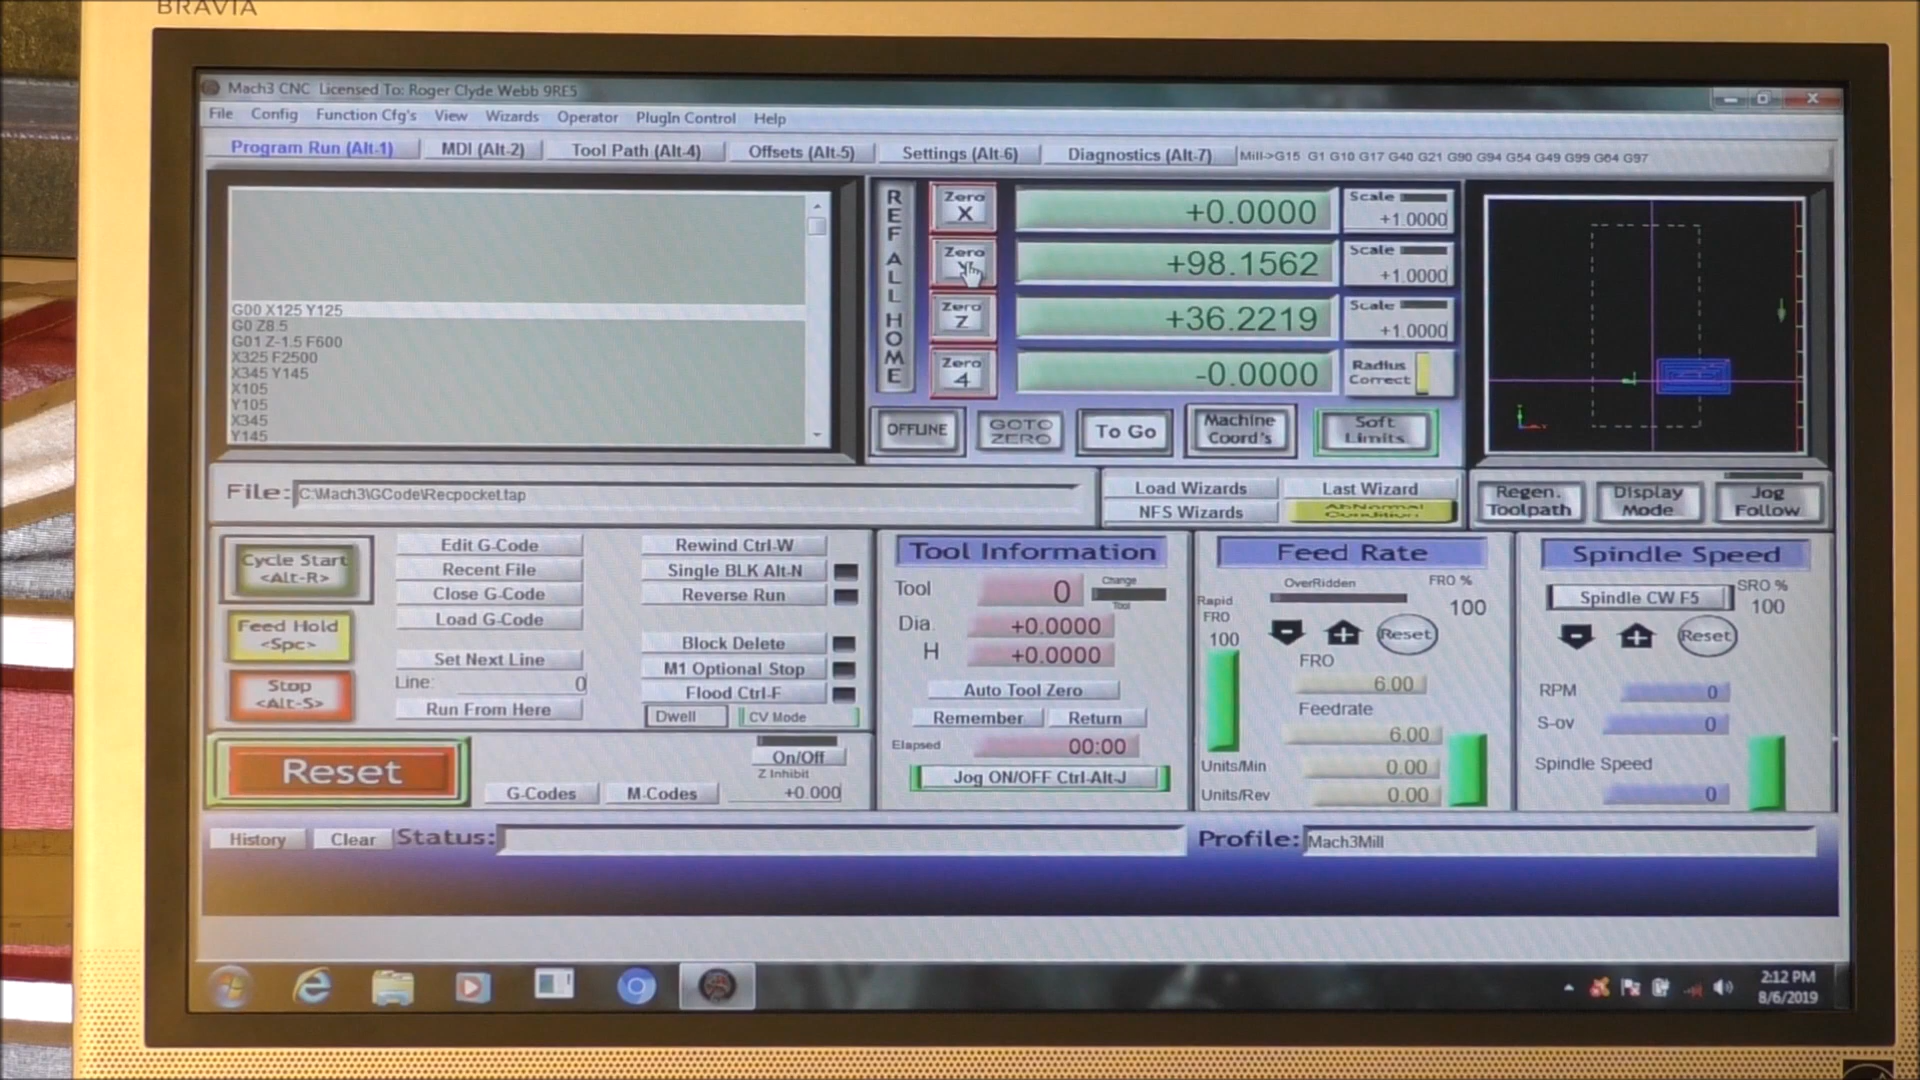 BRAVIA
Mach3 CNC Licensed To: Roger Clyde Webb 9RE5
File Config Function Cfg's View Wizards Operator PlugIn Control Help
Program Run (Alt-1) MDI (Alt-2) Tool Path (Alt-4) Offsets (Alt-5) Settings (Alt-6) Diagnostics (Alt-7) Mill->G15 G1 G10 G17 G40 G21 G90 G94 G54 G49 G99 G64 G97
G00 X125 Y125
G0 Z8.5
G01 Z-1.5 F600
X325 F2500
X345 Y145
X105
Y105
X345
Y145
REF ALL HOME
Zero X +0.0000 Scale +1.0000
Zero Y +98.1562 Scale +1.0000
Zero Z +36.2219 Scale +1.0000
Zero 4 -0.0000 Radius Correct
OFFLINE GOTO ZERO To Go Machine Coord's Soft Limits
File: C:\Mach3\GCode\Recpocket.tap
Load Wizards Last Wizard
NFS Wizards AbNormal Condition
Regen. Toolpath Display Mode Jog Follow
Cycle Start <Alt-R>
Feed Hold <Spc>
Stop <Alt-S>
Edit G-Code
Recent File
Close G-Code
Load G-Code
Set Next Line
Line: 0
Run From Here
Rewind Ctrl-W
Single BLK Alt-N
Reverse Run
Block Delete
M1 Optional Stop
Flood Ctrl-F
Dwell CV Mode
Reset
G-Codes M-Codes
On/Off
Z Inhibit
+0.000
Tool Information
Tool 0 Change Tool
Dia. +0.0000
H +0.0000
Auto Tool Zero
Remember Return
Elapsed 00:00
Jog ON/OFF Ctrl-Alt-J
Feed Rate
OverRidden FRO %
100
Rapid FRO
100
Reset
FRO
6.00
Feedrate
6.00
Units/Min 0.00
Units/Rev 0.00
Spindle Speed
Spindle CW F5 SRO %
100
Reset
RPM 0
S-ov 0
Spindle Speed
0
History Clear Status:
Profile: Mach3Mill
2:12 PM
8/6/2019